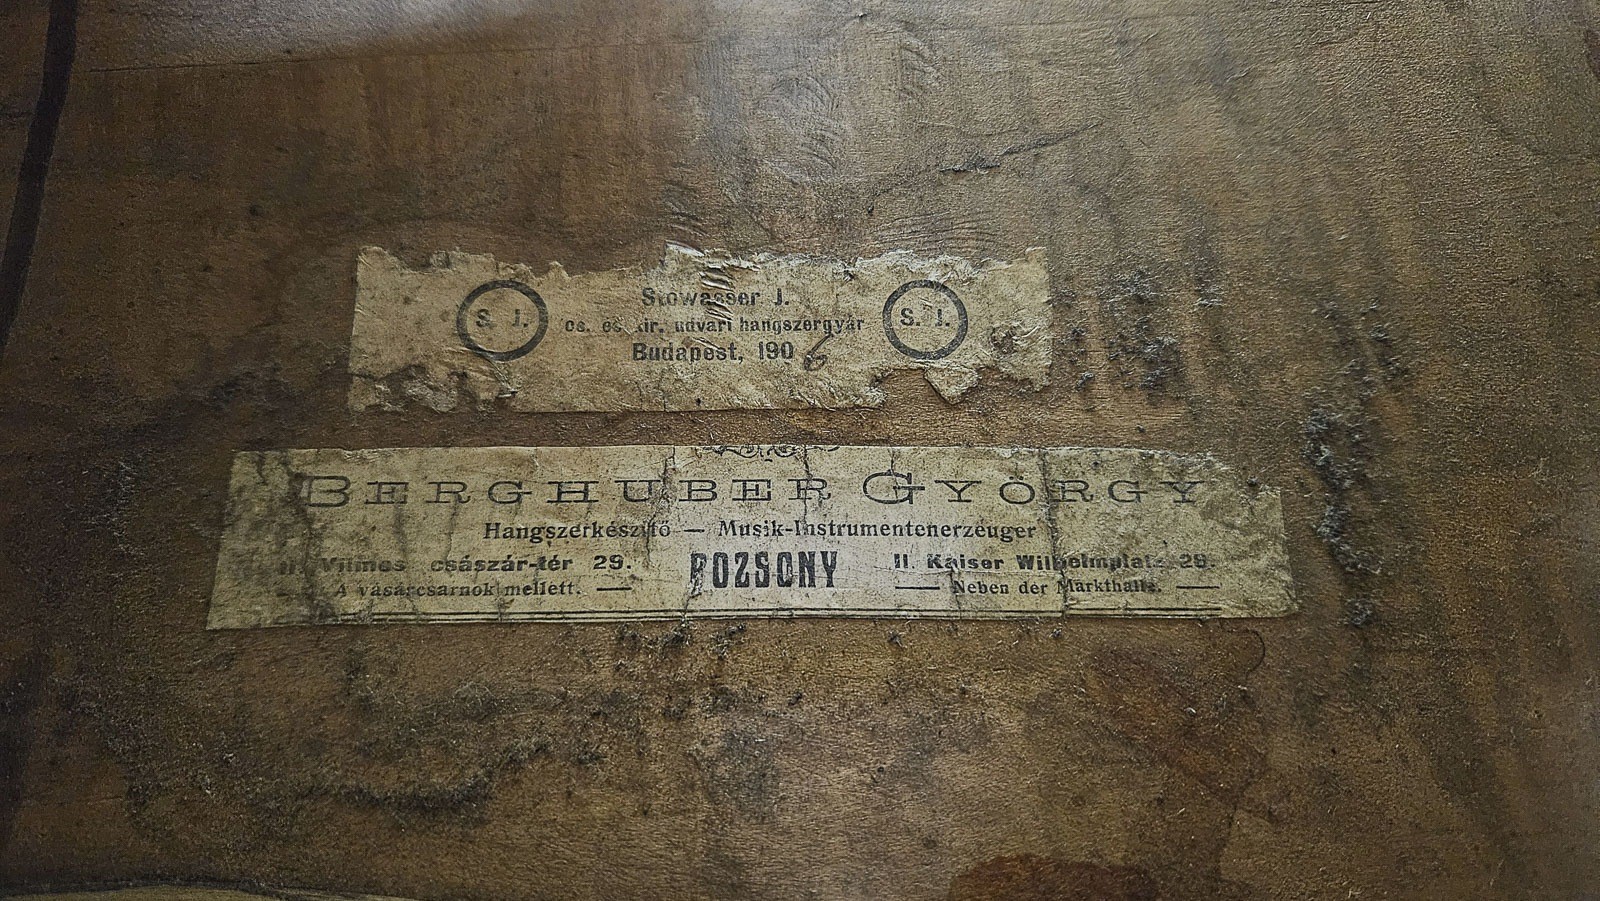 Stowasser J.
S. J. cs. és kir. udvari hangszergyár S. J.
Budapest, 1906
BERGHUBER GYÖRGY
Hangszerkészítő — Musik-Instrumentenerzeuger
II. Vilmos császár-tér 29. POZSONY II. Kaiser Wilhelmplatz 29.
A vásárcsarnok mellett. — — Neben der Markthalle. —